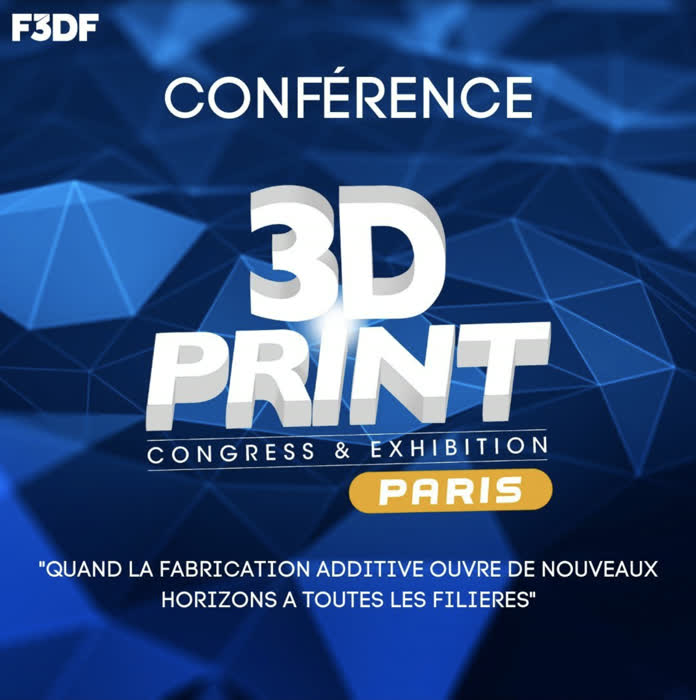 F3DF
CONFÉRENCE
3D
PRINT
CONGRESS & EXHIBITION
PARIS
"QUAND LA FABRICATION ADDITIVE OUVRE DE NOUVEAUX
HORIZONS A TOUTES LES FILIERES"